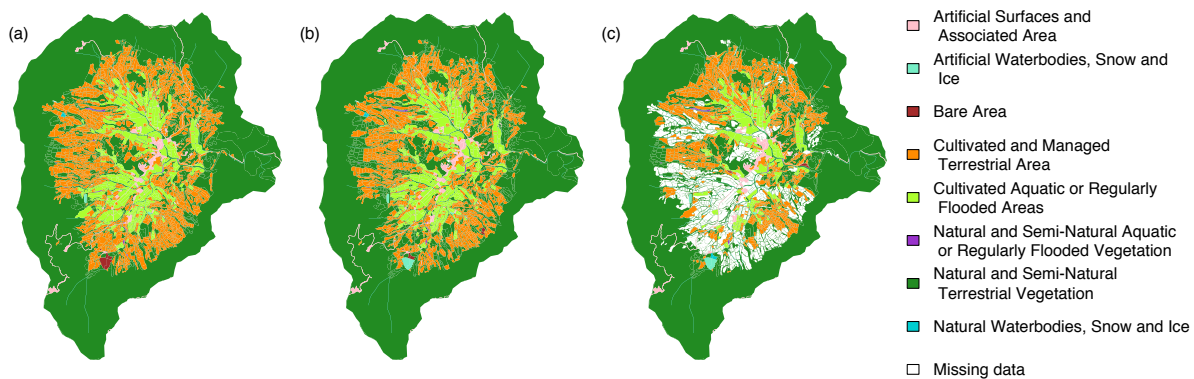 (a)
(b)
(c)
Artificial Surfaces and
Associated Area
Artificial Waterbodies, Snow and
Ice
Bare Area
Cultivated and Managed
Terrestrial Area
Cultivated Aquatic or Regularly
Flooded Areas
Natural and Semi-Natural Aquatic
or Regularly Flooded Vegetation
Natural and Semi-Natural
Terrestrial Vegetation
Natural Waterbodies, Snow and Ice
Missing data